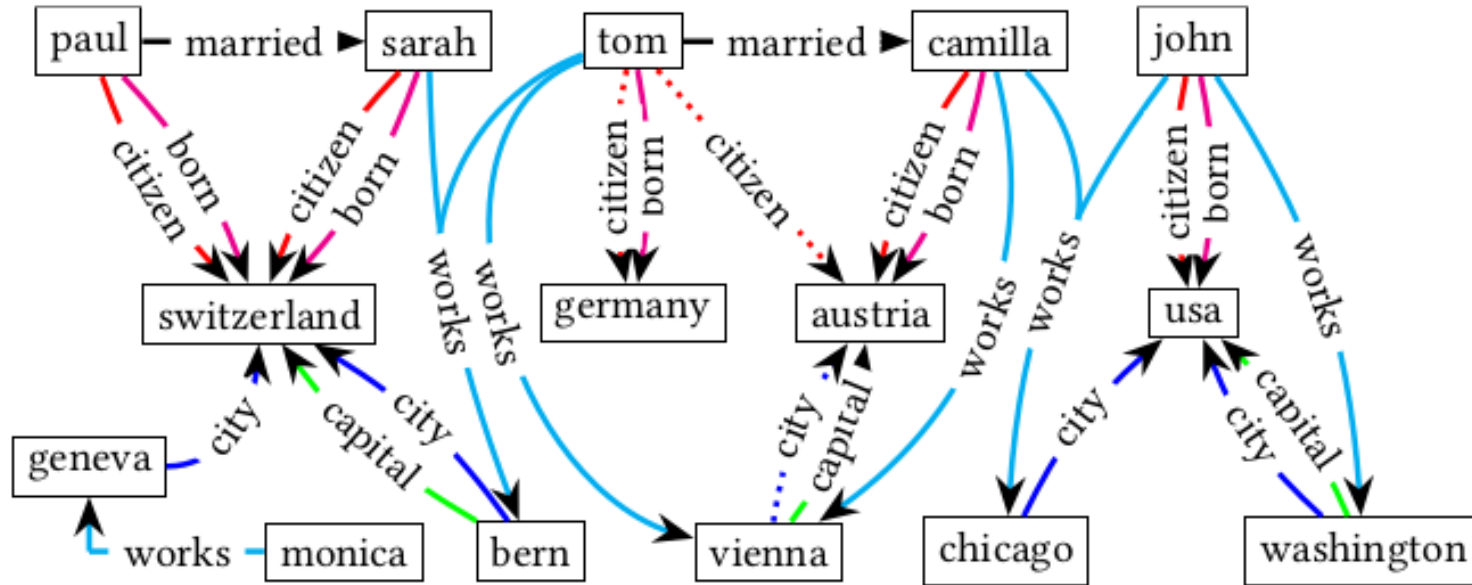 paul married sarah tom married camilla john
citizen born citizen born citizen born citizen citizen born citizen born
works works works works works
switzerland germany austria usa
city capital city city capital city city capital
geneva
works monica bern vienna chicago washington